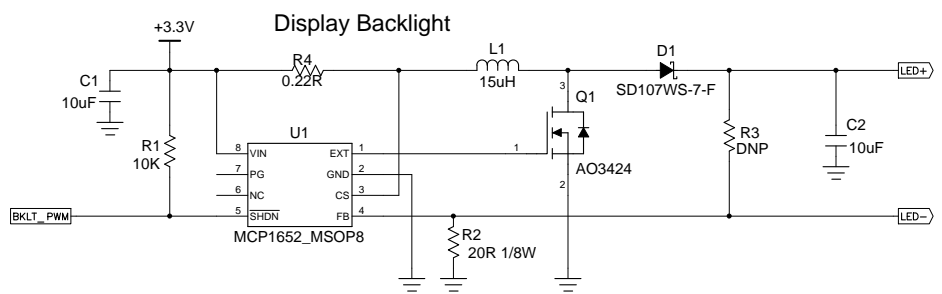 Display Backlight
+3.3V
R4
0.22R
L1
15uH
D1
SD107WS-7-F
LED+
C1
10uF
R1
10K
U1
8 VIN EXT 1
7 PG GND 2
6 NC CS 3
5 SHDN FB 4
MCP1652_MSOP8
3
Q1
1
2
AO3424
R3
DNP
C2
10uF
BKLT_PWM
LED-
R2
20R 1/8W